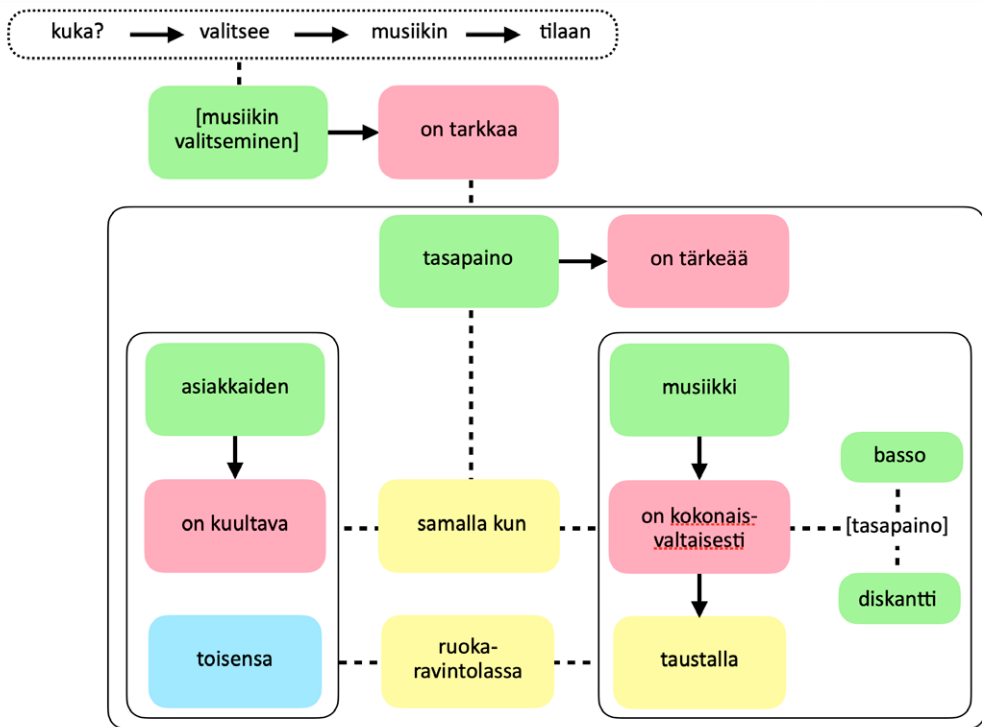 kuka? valitsee musiikin tilaan
[musiikin
valitseminen]
on tarkkaa
tasapaino
on tärkeää
asiakkaiden
musiikki
basso
on kuultava
samalla kun
on kokonais-
valtaisesti
[tasapaino]
diskantti
toisensa
ruoka-
ravintolassa
taustalla